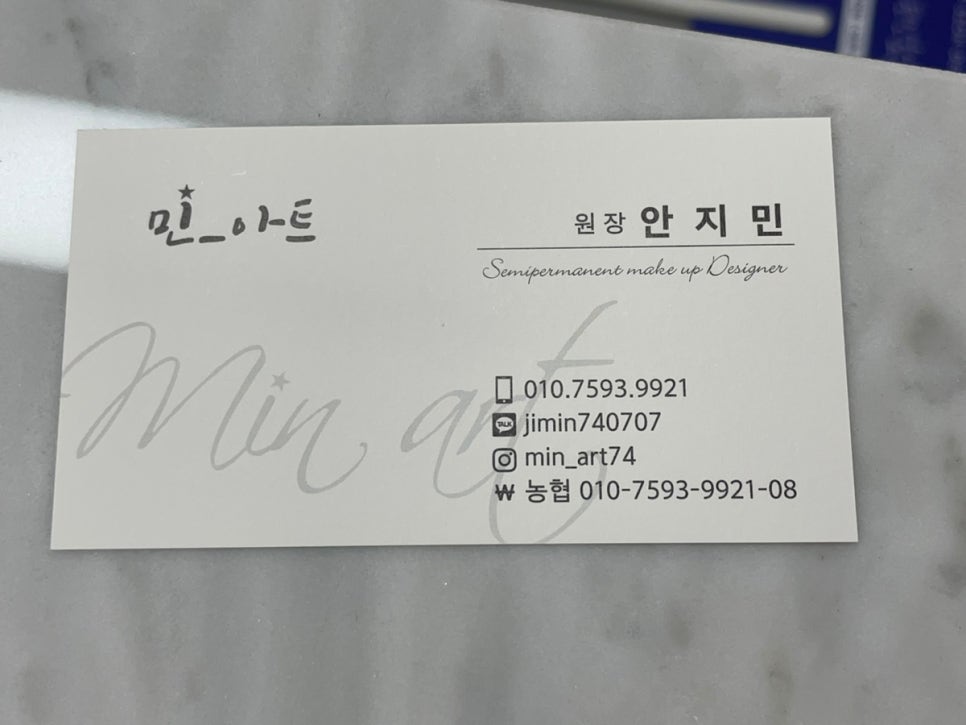 민_아트
원장 안지민
Semipermanent make up Designer
Min art
010.7593.9921
TALK jimin740707
min_art74
₩ 농협 010-7593-9921-08